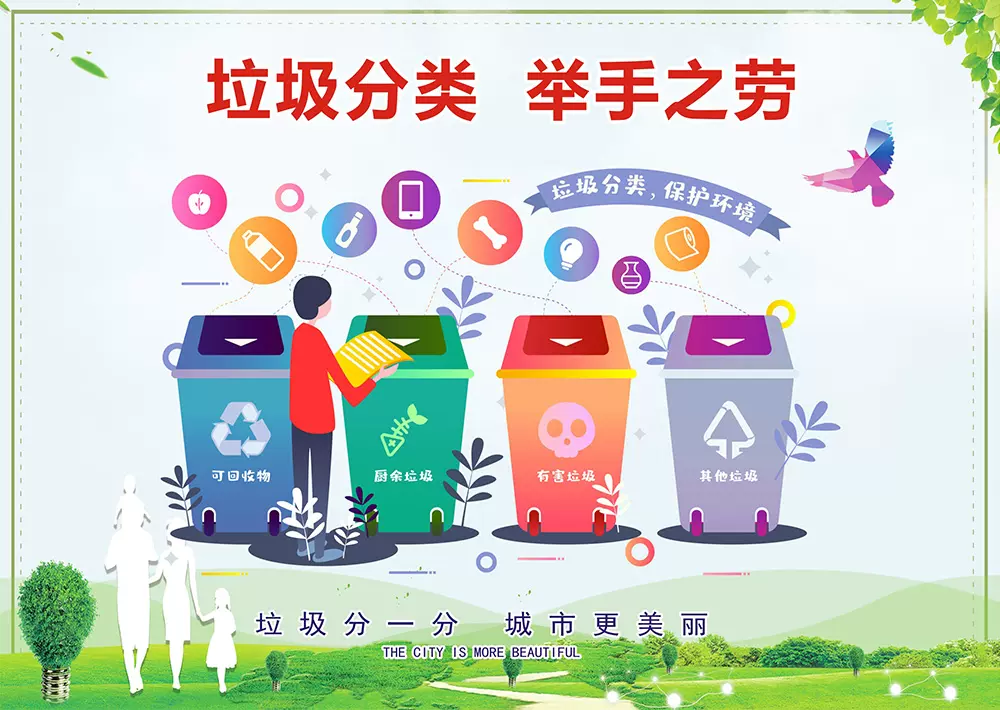 垃圾分类 举手之劳
垃圾分类,保护环境
可回收物
厨余垃圾
有害垃圾
其他垃圾
垃圾分一分 城市更美丽
THE CITY IS MORE BEAUTIFUL